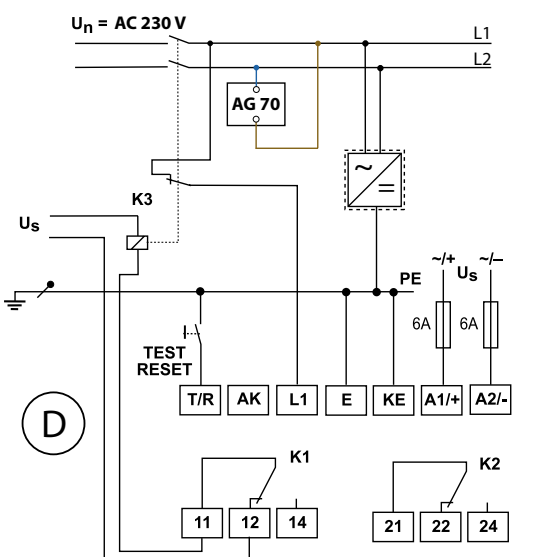 Un = AC 230 V
L1
L2
AG 70
~
=
K3
Us
~/+
~/–
Us
PE
6A
6A
TEST
RESET
T/R
AK
L1
E
KE
A1/+
A2/-
D
K1
K2
11
12
14
21
22
24